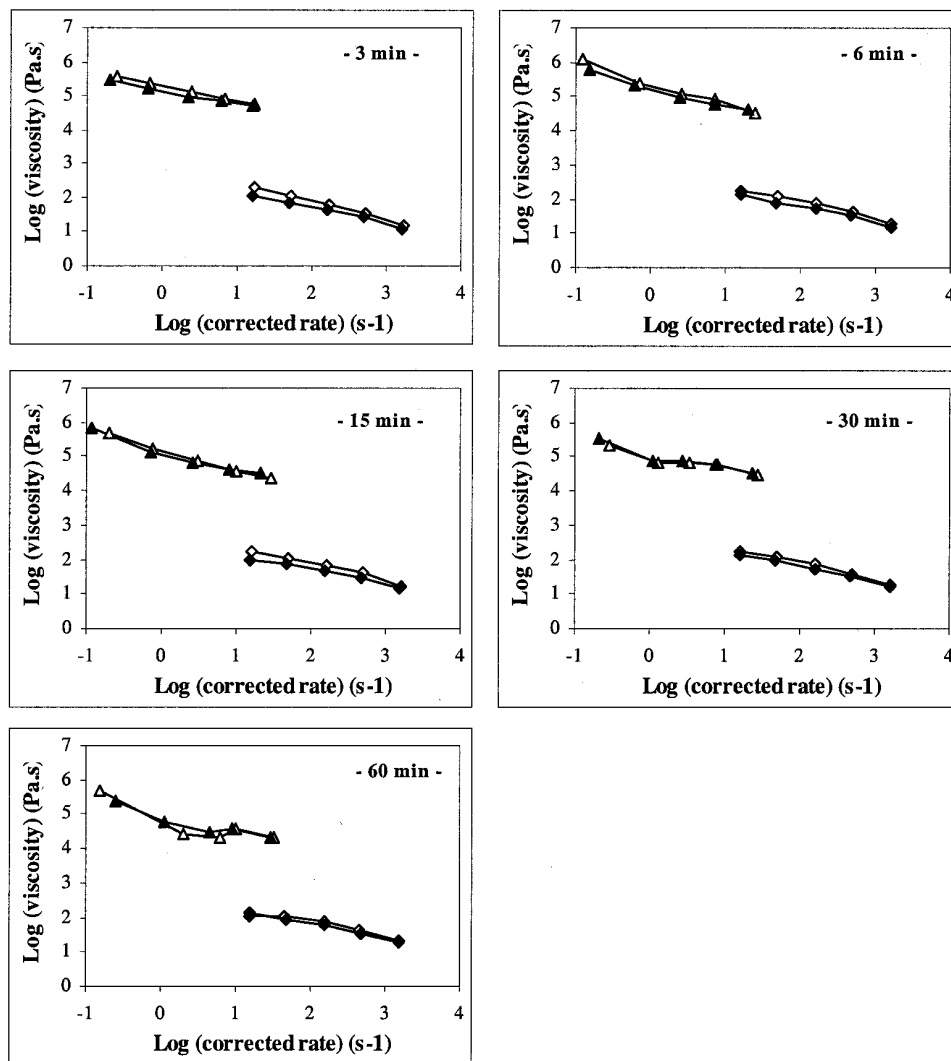 - 3 min -
Log (viscosity) (Pa.s)
7
6
5
4
3
2
1
0
-1 0 1 2 3 4
Log (corrected rate) (s-1)
- 6 min -
Log (viscosity) (Pa.s)
7
6
5
4
3
2
1
0
-1 0 1 2 3 4
Log (corrected rate) (s-1)
- 15 min -
Log (viscosity) (Pa.s)
7
6
5
4
3
2
1
0
-1 0 1 2 3 4
Log (corrected rate) (s-1)
- 30 min -
Log (viscosity) (Pa.s)
7
6
5
4
3
2
1
0
-1 0 1 2 3 4
Log (corrected rate) (s-1)
- 60 min -
Log (viscosity) (Pa.s)
7
6
5
4
3
2
1
0
-1 0 1 2 3 4
Log (corrected rate) (s-1)